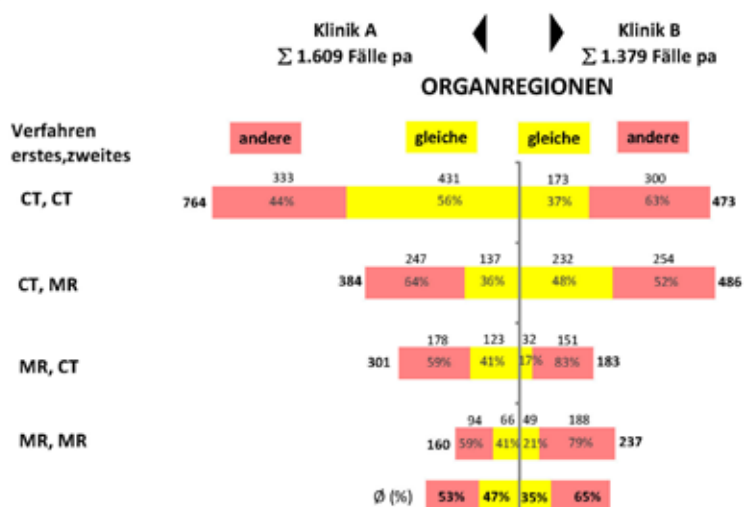 Klinik A Klinik B
∑ 1.609 Fälle pa ∑ 1.379 Fälle pa
ORGANREGIONEN
Verfahren
erstes,zweites
andere gleiche gleiche andere
333 431 173 300
CT, CT 764 44% 56% 37% 63% 473
247 137 232 254
CT, MR 384 64% 36% 48% 52% 486
178 123 32 151
MR, CT 301 59% 41% 17% 83% 183
94 66 49 188
MR, MR 160 59% 41% 21% 79% 237
Ø (%) 53% 47% 35% 65%